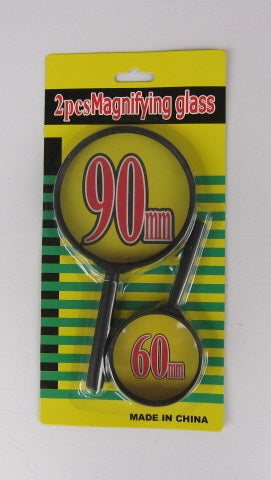 2pcsMagnifying glass
90mm
60mm
MADE IN CHINA